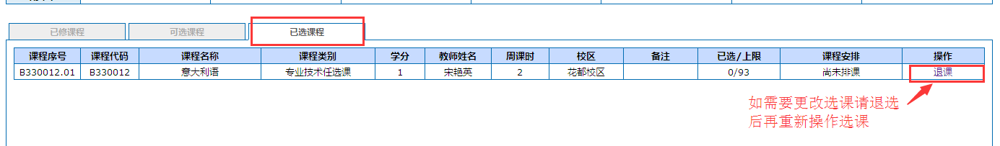 已修课程 可选课程 已选课程
课程序号 课程代码 课程名称 课程类别 学分 教师姓名 周课时 校区 备注 已选/上限 课程安排 操作
B330012.01 B330012 意大利语 专业技术任选课 1 宋艳英 2 花都校区 0/93 尚未排课 退课
如需要更改选课请退选
后再重新操作选课